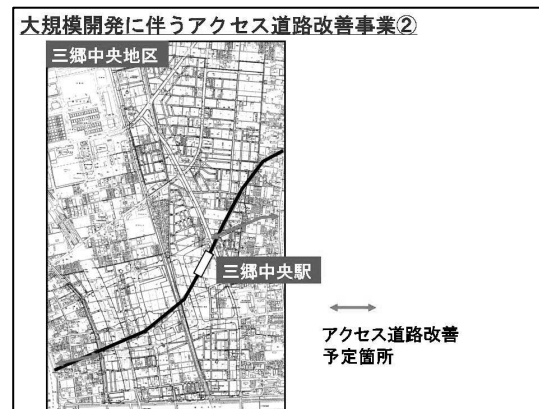 大規模開発に伴うアクセス道路改善事業②
三郷中央地区
三郷中央駅
アクセス道路改善
予定箇所